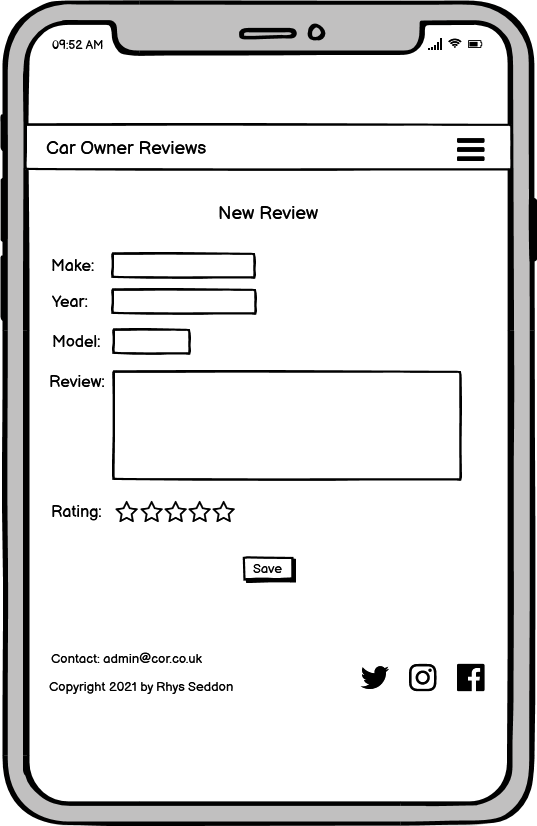 09:52 AM
Car Owner Reviews
New Review
Make:
Year:
Model:
Review:
Rating:
Save
Contact: admin@cor.co.uk
Copyright 2021 by Rhys Seddon